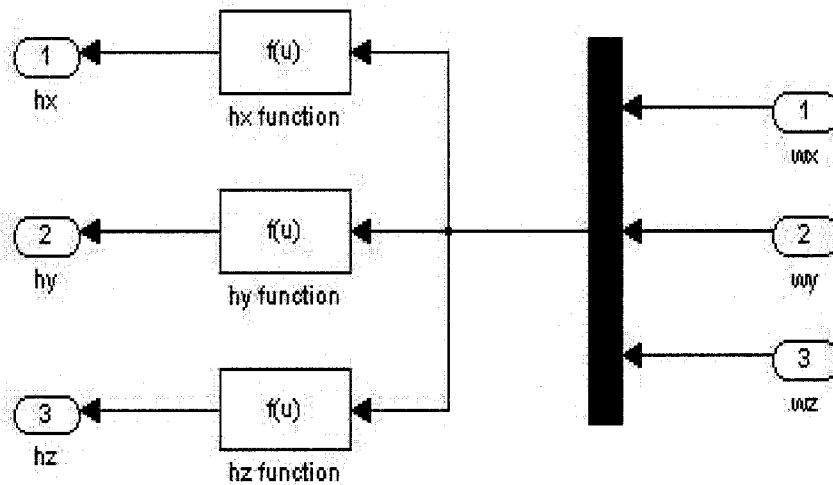 1
hx
f(u)
hx function
1
wx
2
hy
f(u)
hy function
2
wy
3
hz
f(u)
hz function
3
wz